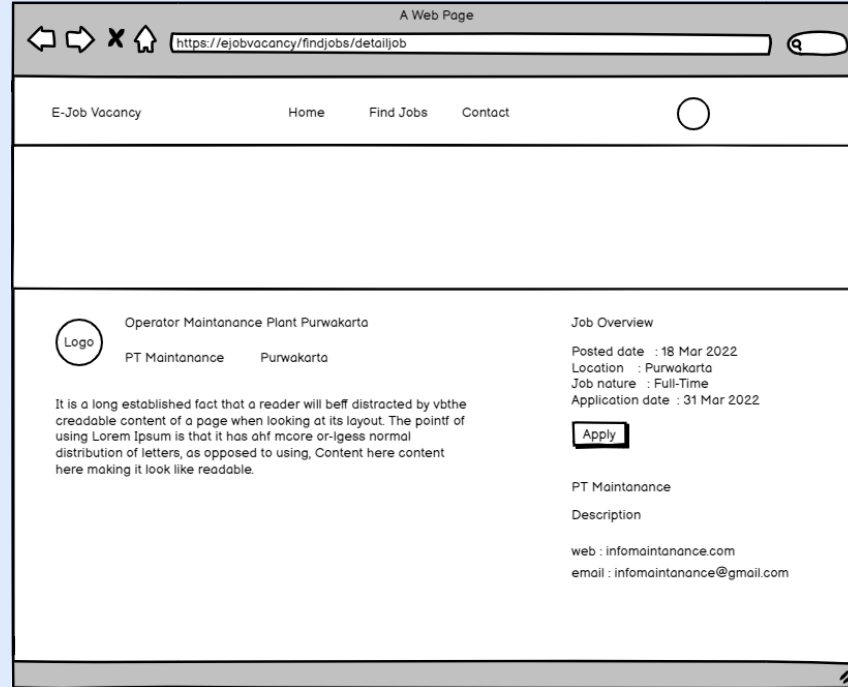 A Web Page
https://ejobvacancy/findjobs/detailjob
E-Job Vacancy Home Find Jobs Contact
Logo
Operator Maintanance Plant Purwakarta
PT Maintanance Purwakarta
It is a long established fact that a reader will beff distracted by vbthe
creadable content of a page when looking at its layout. The pointf of
using Lorem Ipsum is that it has ahf mcore or-lgess normal
distribution of letters, as opposed to using, Content here content
here making it look like readable.
Job Overview
Posted date : 18 Mar 2022
Location : Purwakarta
Job nature : Full-Time
Application date : 31 Mar 2022
Apply
PT Maintanance
Description
web : infomaintanance.com
email : infomaintanance@gmail.com